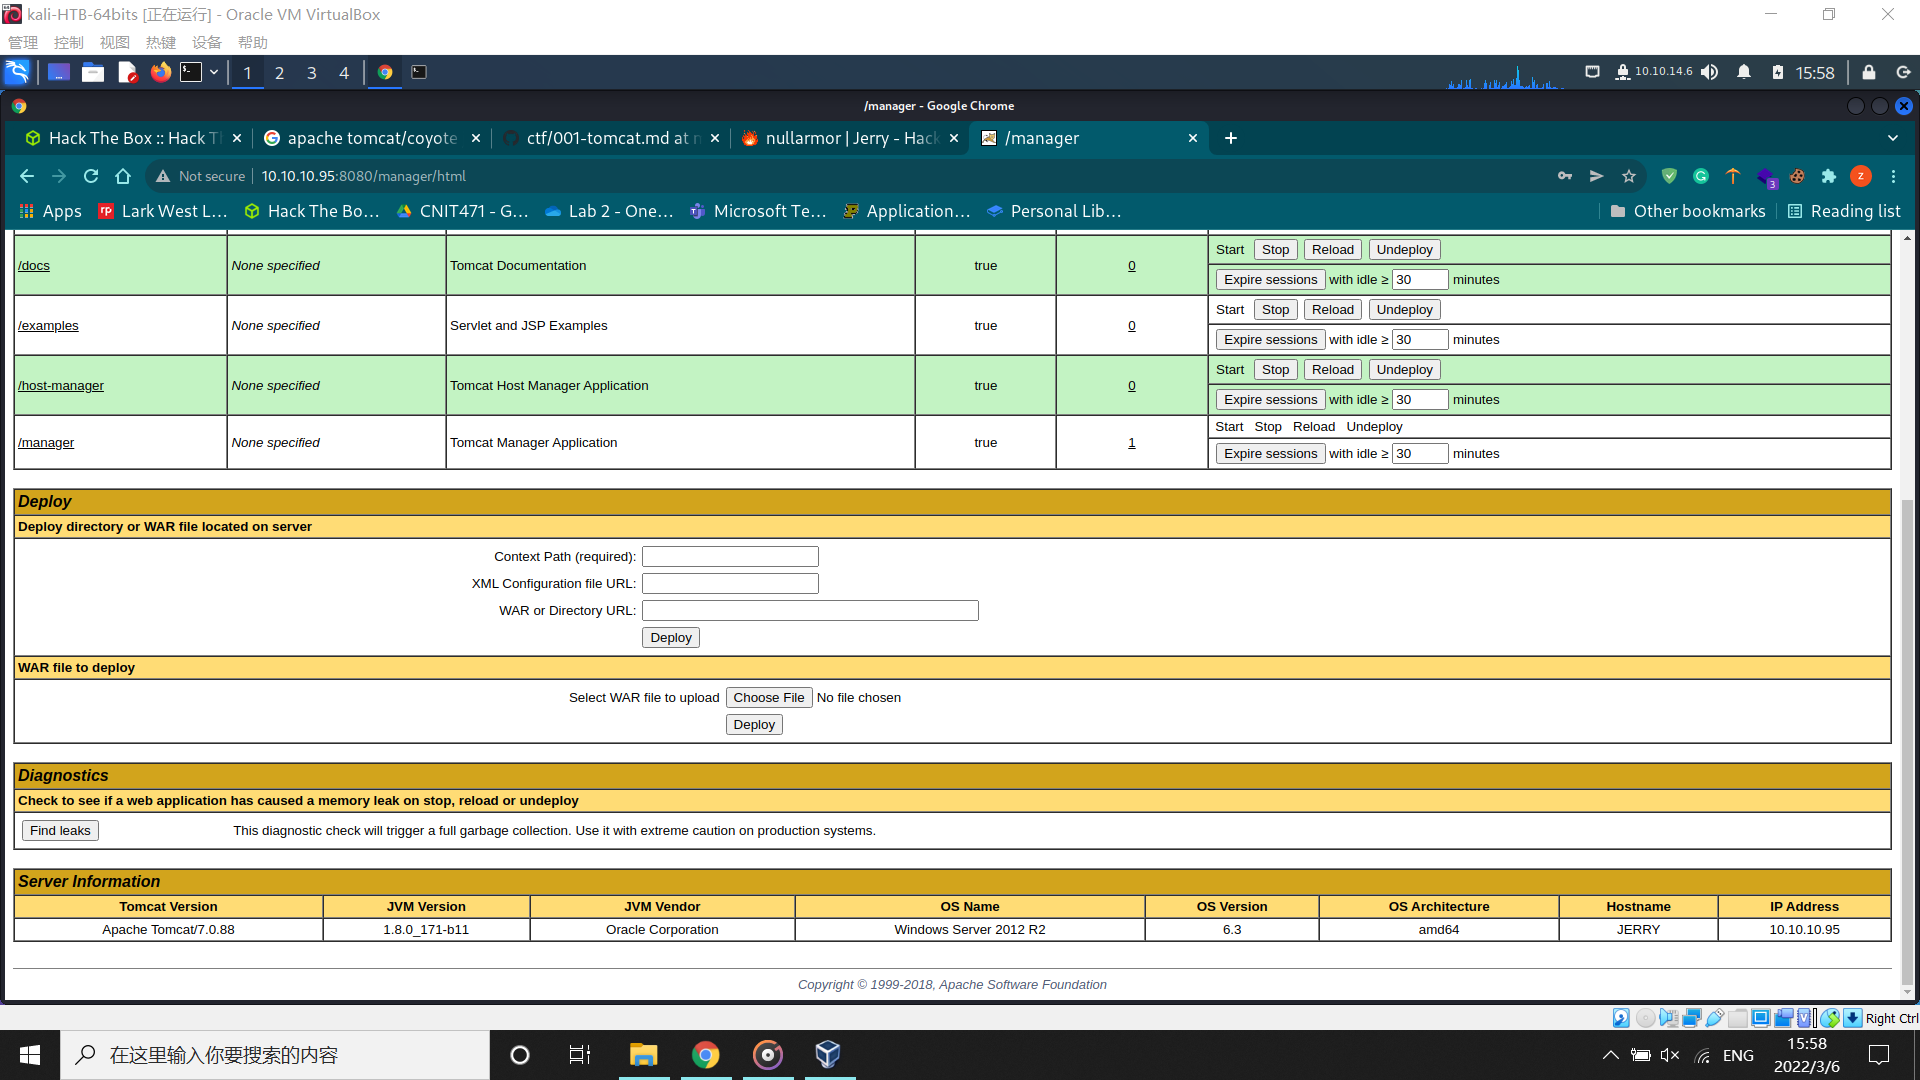 kali-HTB-64bits [正在运行] - Oracle VM VirtualBox
管理 控制 视图 热键 设备 帮助
1 2 3 4 10.10.14.6 15:58
/manager - Google Chrome
Hack The Box :: Hack T apache tomcat/coyote ctf/001-tomcat.md at nullarmor | Jerry - Hack /manager
Not secure 10.10.10.95:8080/manager/html 3 z
Apps Lark West L... Hack The Bo... CNIT471 - G... Lab 2 - One... Microsoft Te... Application... Personal Lib... Other bookmarks Reading list
/docs None specified Tomcat Documentation true 0 Start Stop Reload Undeploy
Expire sessions with idle ≥ 30 minutes
/examples None specified Servlet and JSP Examples true 0 Start Stop Reload Undeploy
Expire sessions with idle ≥ 30 minutes
/host-manager None specified Tomcat Host Manager Application true 0 Start Stop Reload Undeploy
Expire sessions with idle ≥ 30 minutes
/manager None specified Tomcat Manager Application true 1 Start Stop Reload Undeploy
Expire sessions with idle ≥ 30 minutes
Deploy
Deploy directory or WAR file located on server
Context Path (required):
XML Configuration file URL:
WAR or Directory URL:
Deploy
WAR file to deploy
Select WAR file to upload Choose File No file chosen
Deploy
Diagnostics
Check to see if a web application has caused a memory leak on stop, reload or undeploy
Find leaks This diagnostic check will trigger a full garbage collection. Use it with extreme caution on production systems.
Server Information
Tomcat Version JVM Version JVM Vendor OS Name OS Version OS Architecture Hostname IP Address
Apache Tomcat/7.0.88 1.8.0_171-b11 Oracle Corporation Windows Server 2012 R2 6.3 amd64 JERRY 10.10.10.95
Copyright © 1999-2018, Apache Software Foundation
Right Ctrl
在这里输入你要搜索的内容 ENG 15:58
2022/3/6